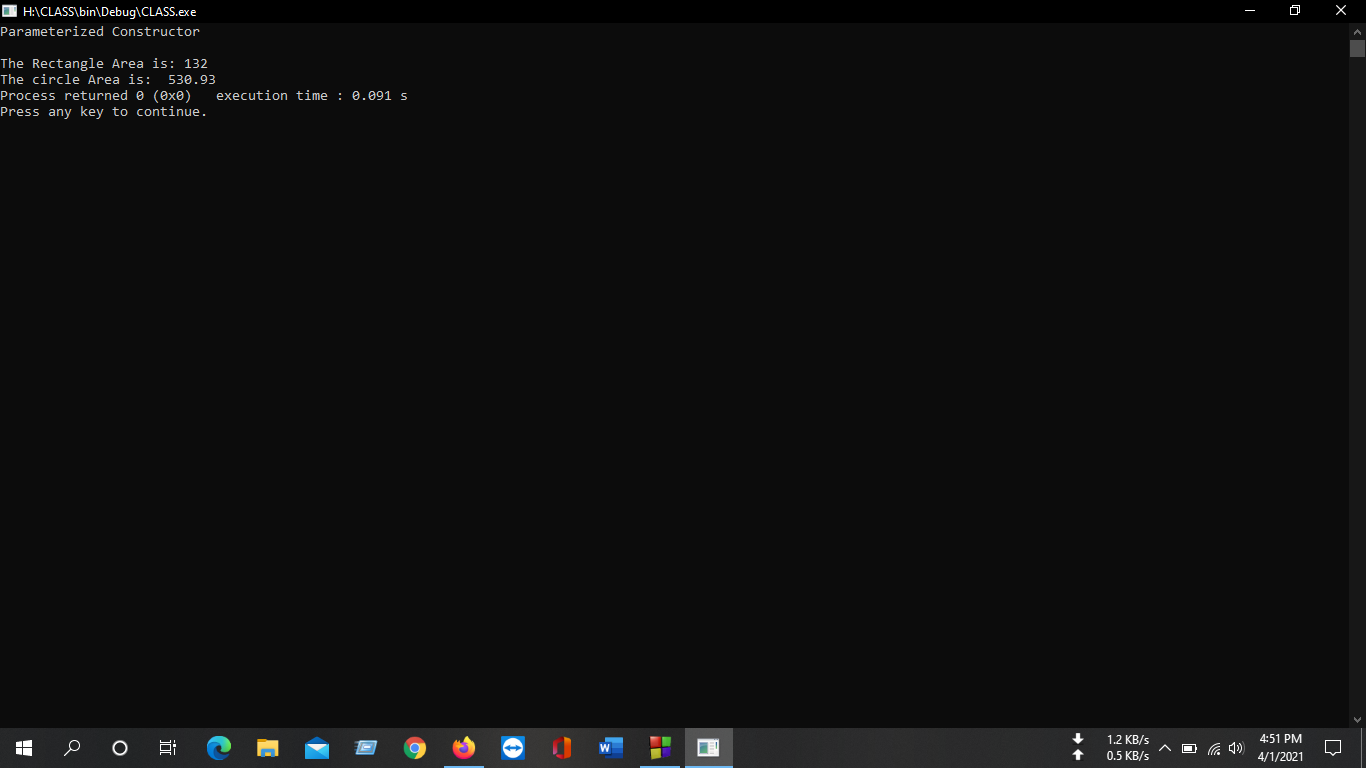 H:\CLASS\bin\Debug\CLASS.exe
Parameterized Constructor
The Rectangle Area is: 132
The circle Area is:  530.93
Process returned 0 (0x0)   execution time : 0.091 s
Press any key to continue.
1.2 KB/s
0.5 KB/s
4:51 PM
4/1/2021